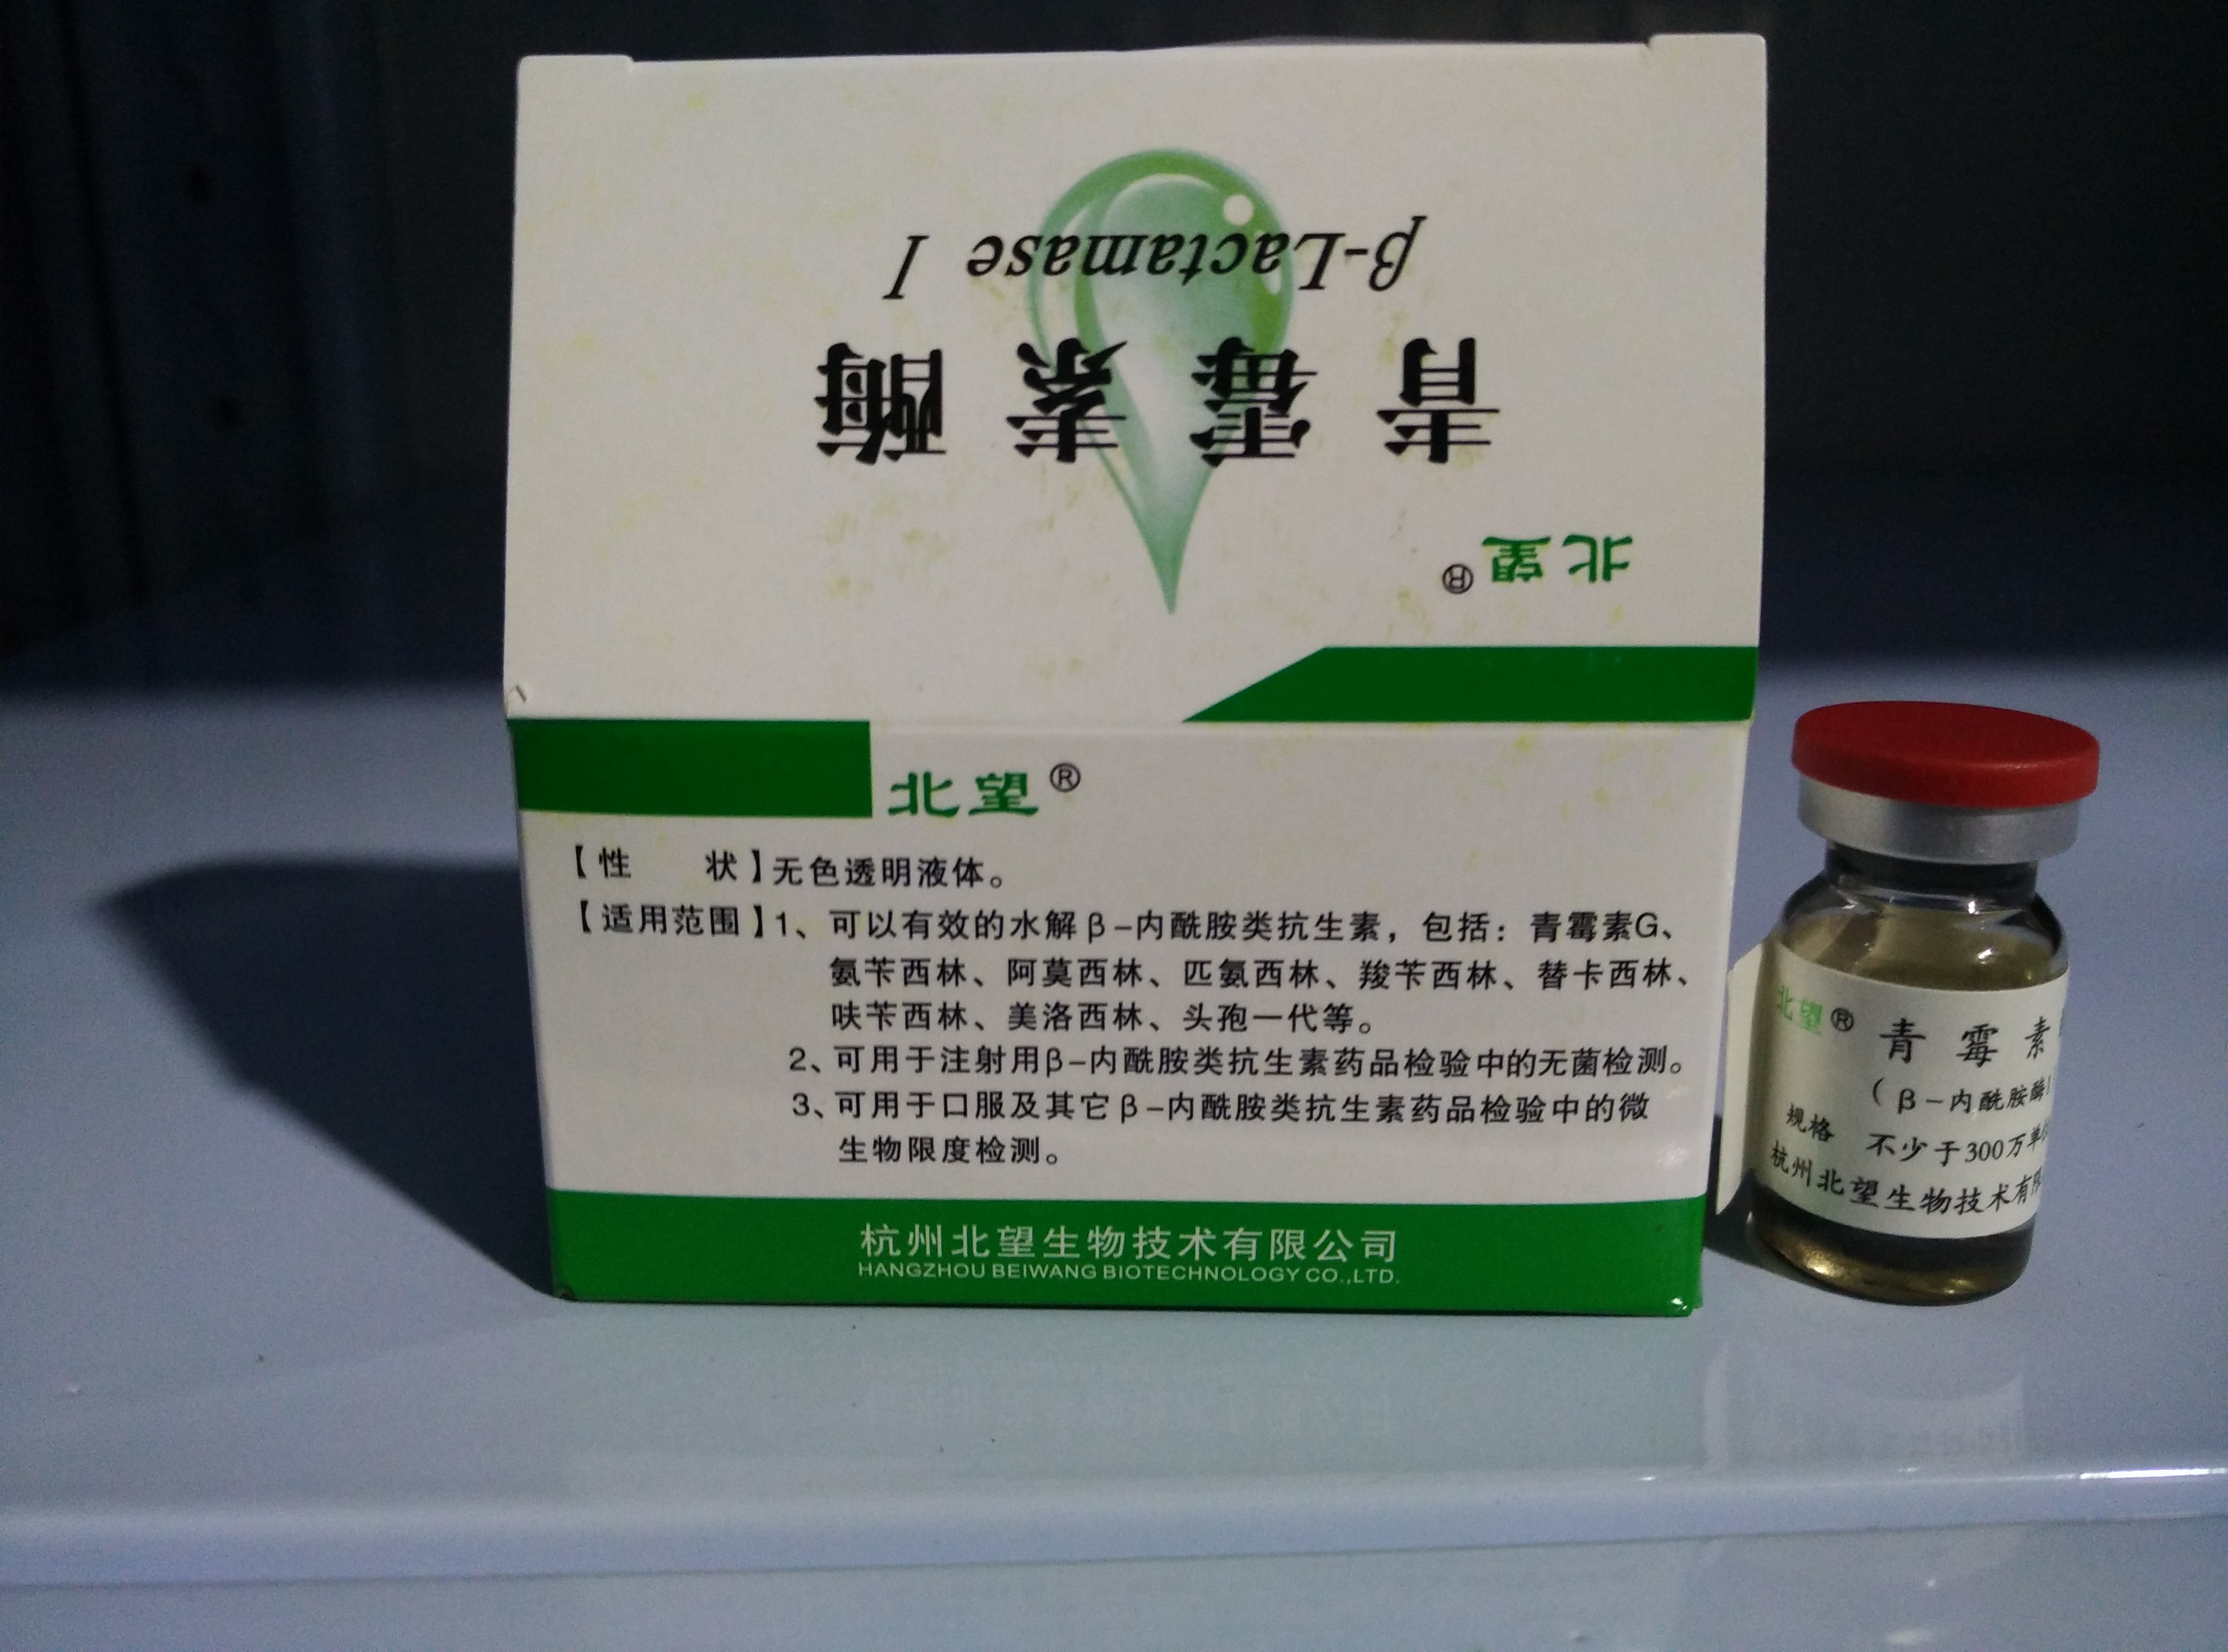 北望®
青霉素酶
β-Lactamase I
北望®
【性 状】无色透明液体。
【适用范围】1、可以有效的水解β-内酰胺类抗生素，包括：青霉素G、
氨苄西林、阿莫西林、匹氨西林、羧苄西林、替卡西林、
呋苄西林、美洛西林、头孢一代等。
2、可用于注射用β-内酰胺类抗生素药品检验中的无菌检测。
3、可用于口服及其它β-内酰胺类抗生素药品检验中的微
生物限度检测。
杭州北望生物技术有限公司
HANGZHOU BEIWANG BIOTECHNOLOGY CO.,LTD.
北望® 青霉素
（β-内酰胺酶
规格 不少于300万单
杭州北望生物技术有限